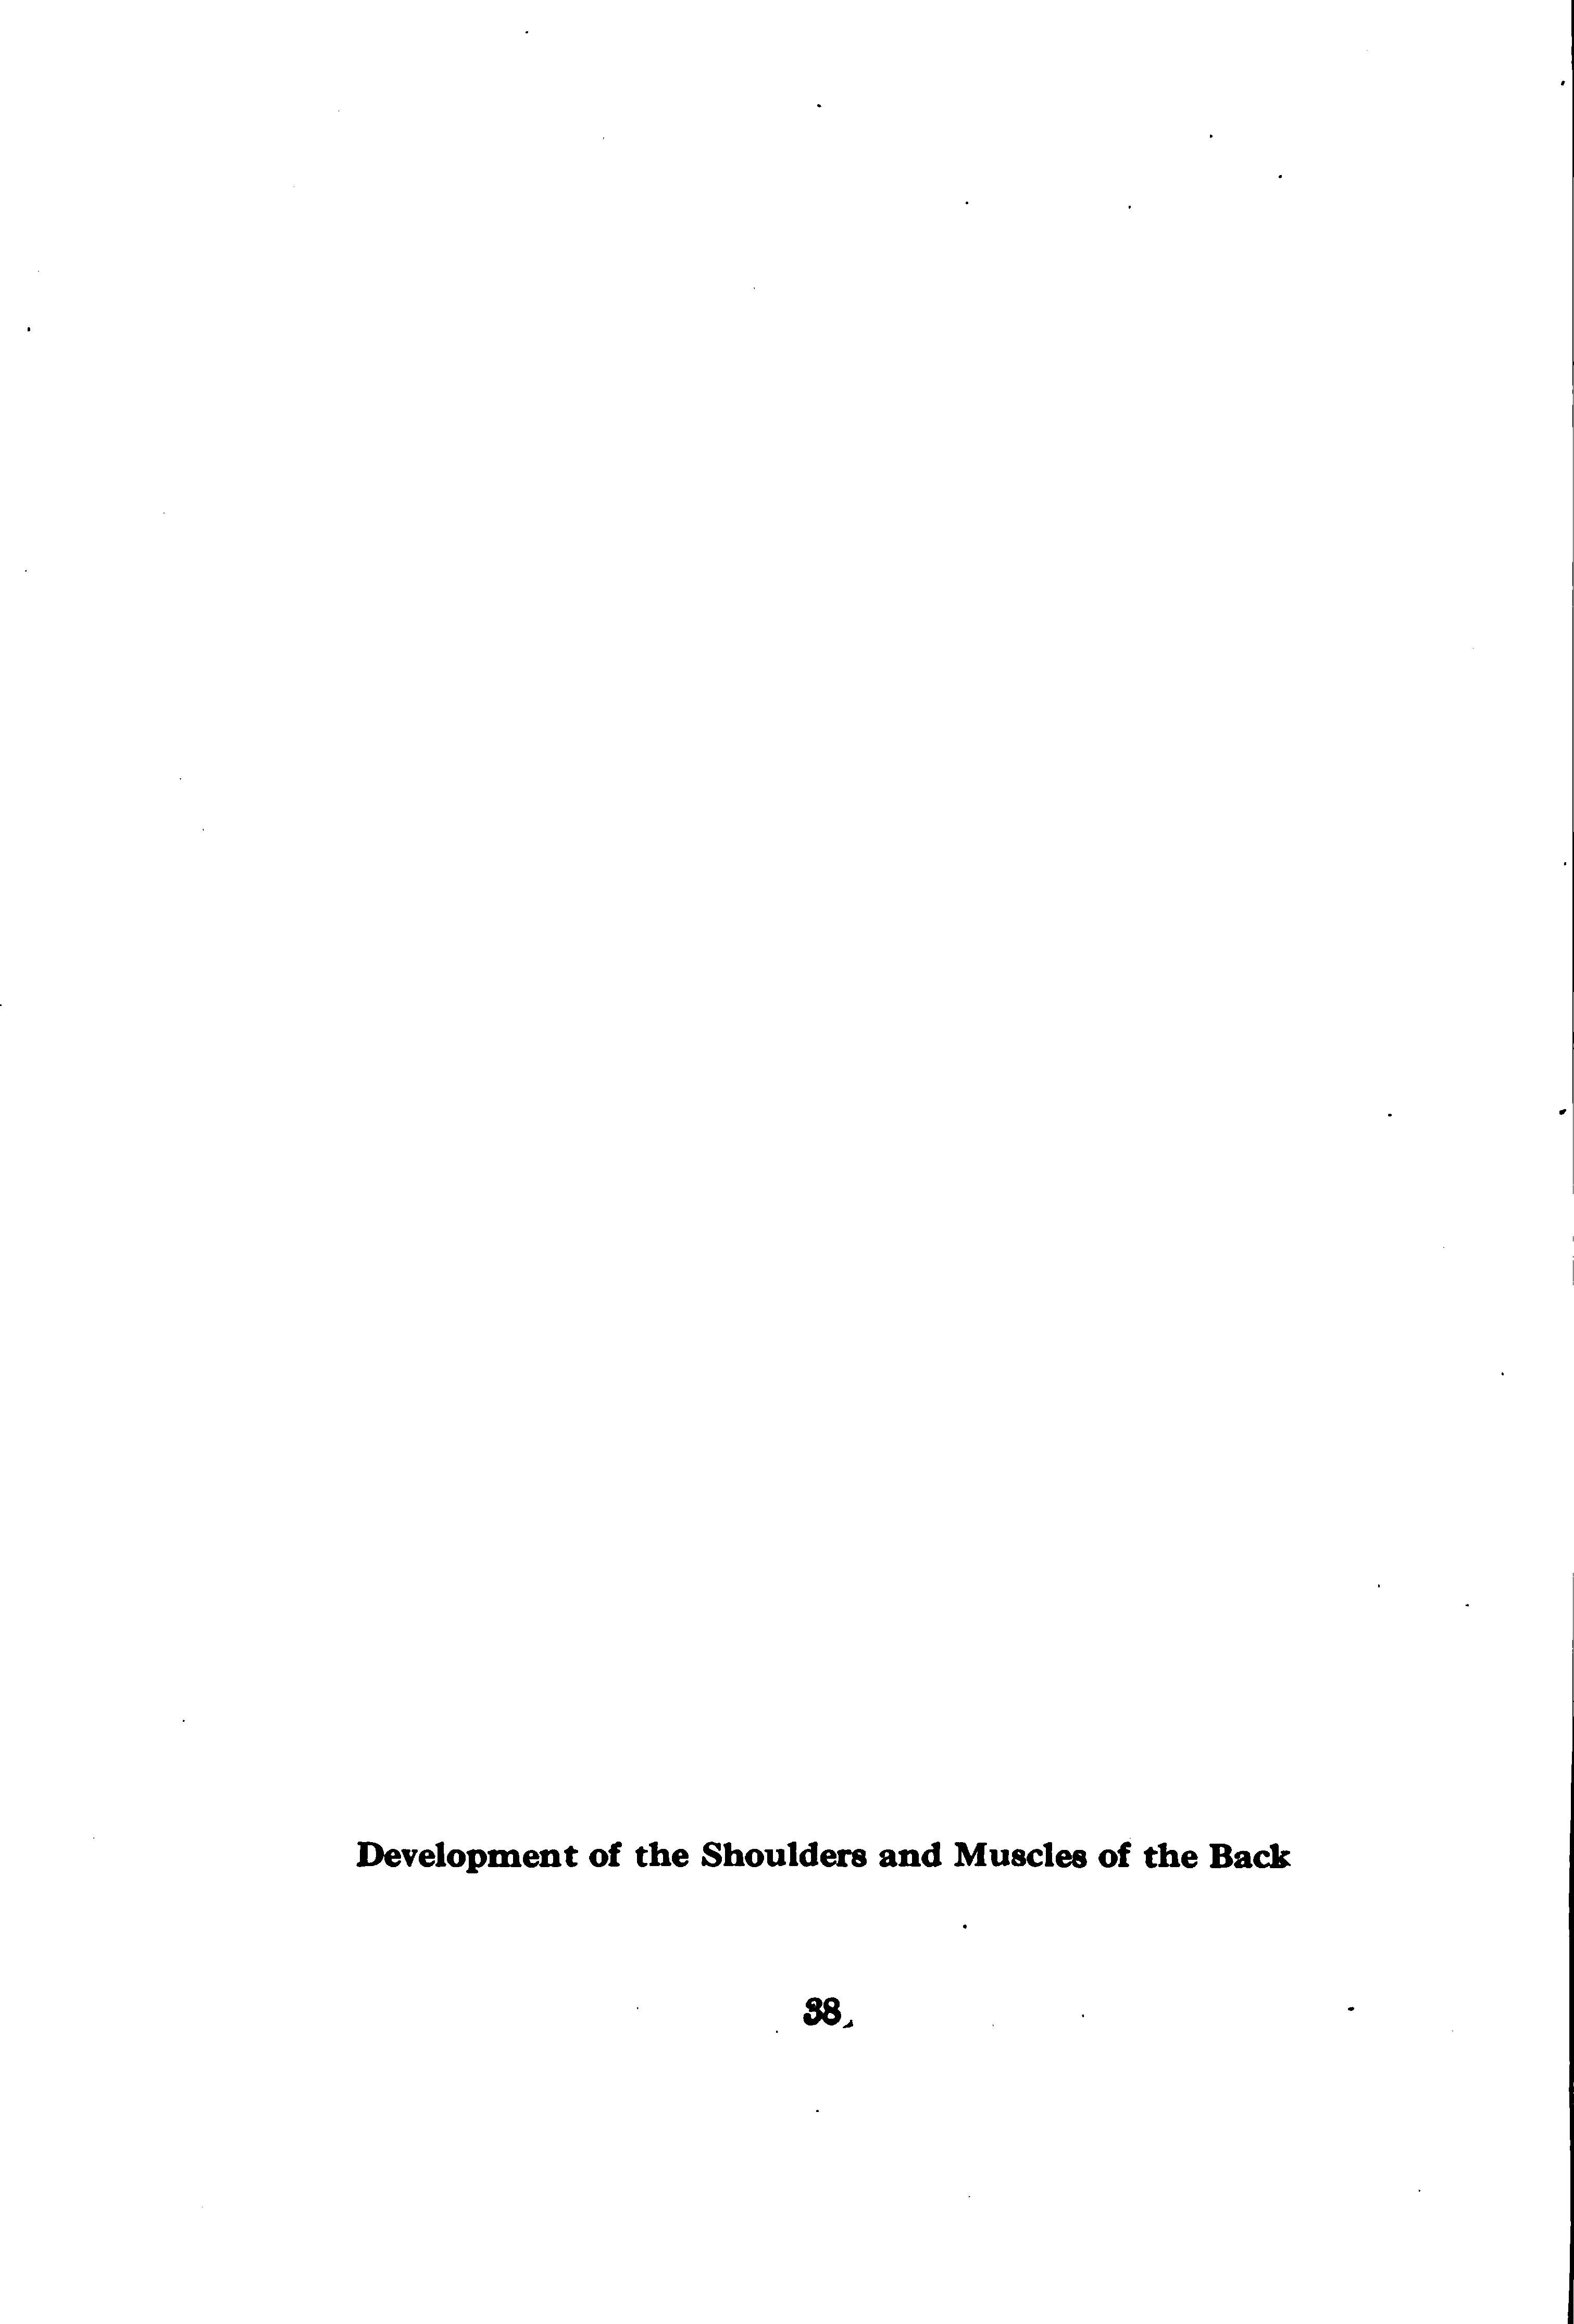 Development of the Shoulders and Muscles of the Back
38